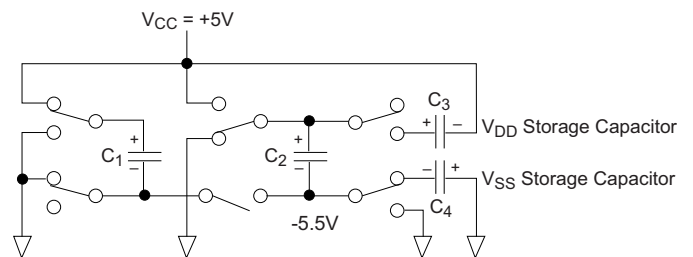 VCC = +5V
C3
+ −
VDD Storage Capacitor
+
C1
−
+
C2
−
− +
VSS Storage Capacitor
C4
-5.5V